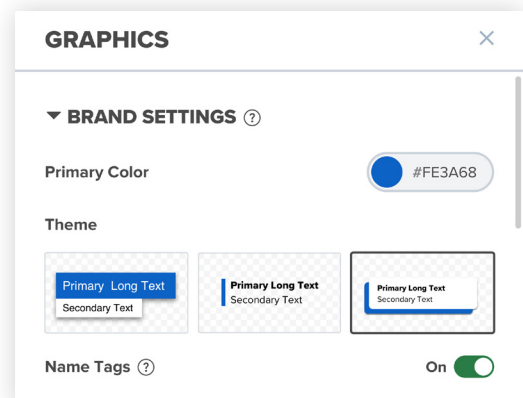 GRAPHICS
BRAND SETTINGS ?
Primary Color
#FE3A68
Theme
Primary Long Text
Secondary Text
Primary Long Text
Secondary Text
Primary Long Text
Secondary Text
Name Tags ?
On